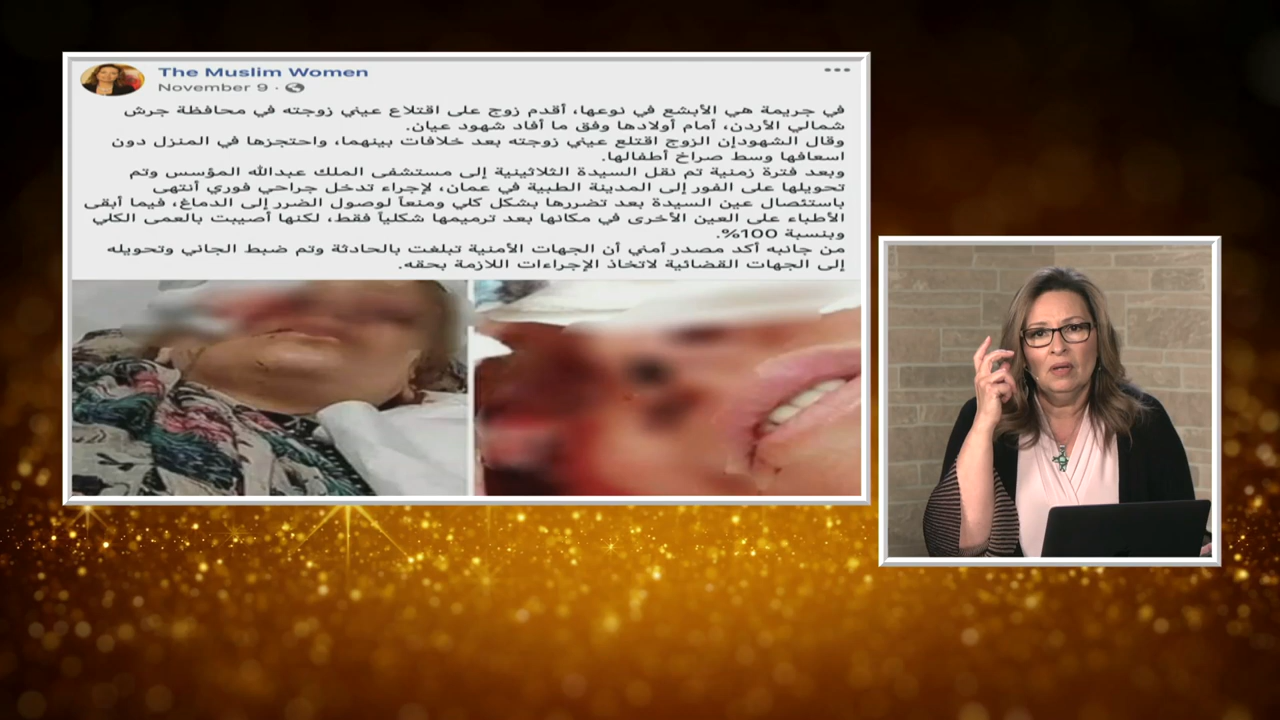 The Muslim Women
November 9
في جريمة هي الأبشع في نوعها، أقدم زوج على اقتلاع عيني زوجته في محافظة جرش
شمالي الأردن، أمام أولادها وفق ما أفاد شهود عيان.
وقال الشهودإن الزوج اقتلع عيني زوجته بعد خلافات بينهما، واحتجزها في المنزل دون
اسعافها وسط صراخ أطفالها.
وبعد فترة زمنية تم نقل السيدة الثلاثينية إلى مستشفى الملك عبدالله المؤسس وتم
تحويلها على الفور إلى المدينة الطبية في عمان، لإجراء تدخل جراحي فوري أنتهى
باستئصال عين السيدة بعد تضررها بشكل كلي ومنعاً لوصول الضرر إلى الدماغ، فيما أبقى
الأطباء على العين الأخرى في مكانها بعد ترميمها شكلياً فقط، لكنها أصيبت بالعمى الكلي
وبنسبة 100%.
من جانبه أكد مصدر أمني أن الجهات الأمنية تبلغت بالحادثة وتم ضبط الجاني وتحويله
إلى الجهات القضائية لاتخاذ الإجراءات اللازمة بحقه.